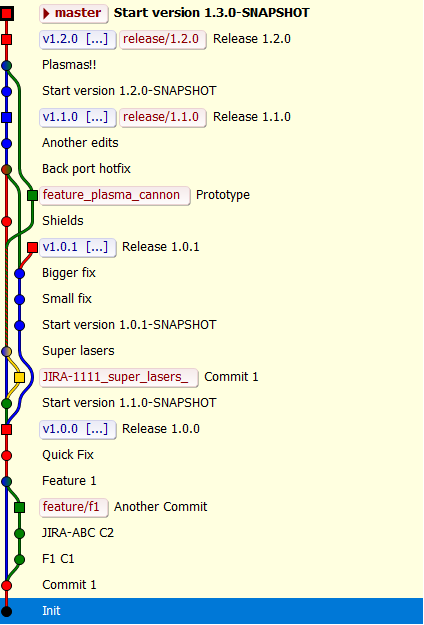 master Start version 1.3.0-SNAPSHOT
v1.2.0 [...] release/1.2.0 Release 1.2.0
Plasmas!!
Start version 1.2.0-SNAPSHOT
v1.1.0 [...] release/1.1.0 Release 1.1.0
Another edits
Back port hotfix
feature_plasma_cannon Prototype
Shields
v1.0.1 [...] Release 1.0.1
Bigger fix
Small fix
Start version 1.0.1-SNAPSHOT
Super lasers
JIRA-1111_super_lasers_ Commit 1
Start version 1.1.0-SNAPSHOT
v1.0.0 [...] Release 1.0.0
Quick Fix
Feature 1
feature/f1 Another Commit
JIRA-ABC C2
F1 C1
Commit 1
Init